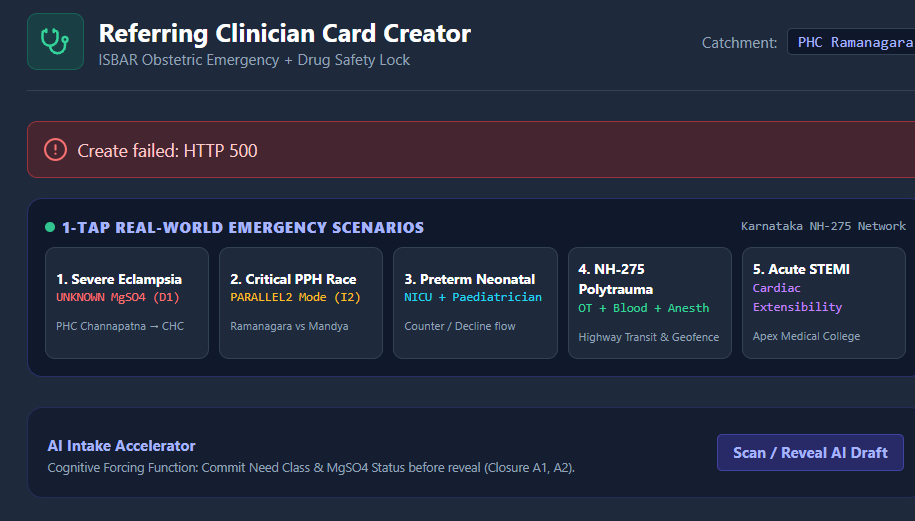 Referring Clinician Card Creator
ISBAR Obstetric Emergency + Drug Safety Lock
Catchment:
PHC Ramanagara
Create failed: HTTP 500
1-TAP REAL-WORLD EMERGENCY SCENARIOS
Karnataka NH-275 Network
1. Severe Eclampsia
UNKNOWN MgSO4 (D1)
PHC Channapatna → CHC
2. Critical PPH Race
PARALLEL2 Mode (I2)
Ramanagara vs Mandya
3. Preterm Neonatal
NICU + Paediatrician
Counter / Decline flow
4. NH-275
Polytrauma
OT + Blood + Anesth
Highway Transit & Geofence
5. Acute STEMI
Cardiac
Extensibility
Apex Medical College
AI Intake Accelerator
Cognitive Forcing Function: Commit Need Class & MgSO4 Status before reveal (Closure A1, A2).
Scan / Reveal AI Draft